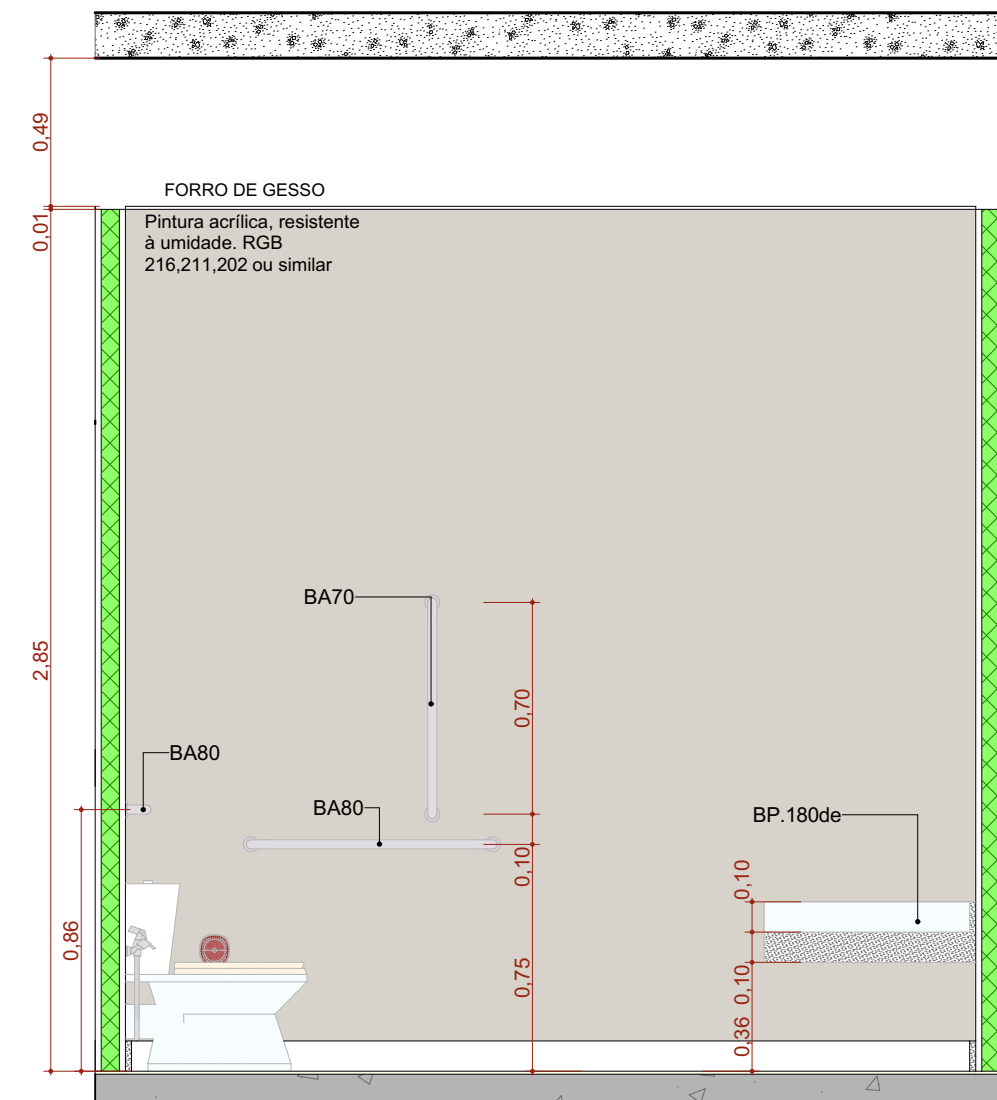 0,49
FORRO DE GESSO
0,01
Pintura acrílica, resistente
à umidade. RGB
216,211,202 ou similar
BA70
2,85
0,70
BA80
BA80
BP.180de
0,10
0,10
0,86
0,75
0,10
0,36